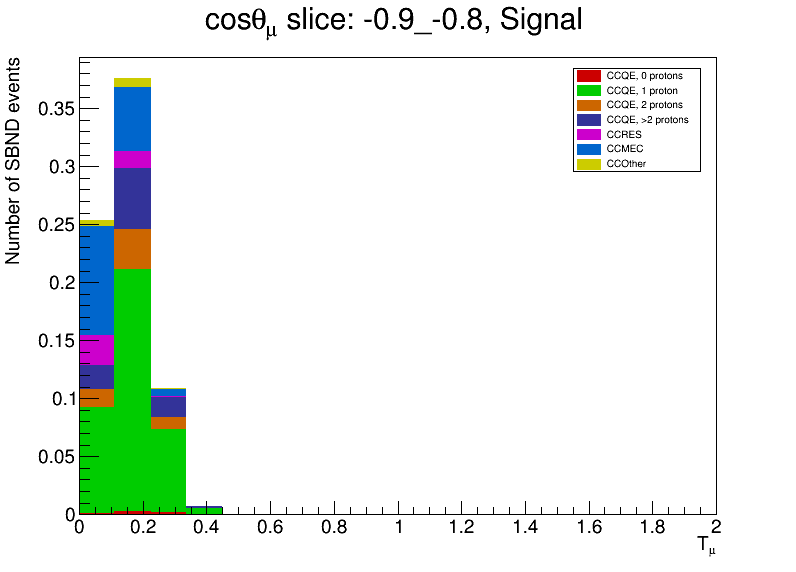 cosθμ slice: -0.9_-0.8, Signal
Number of SBND events
CCQE, 0 protons
CCQE, 1 proton
CCQE, 2 protons
CCQE, >2 protons
CCRES
CCMEC
CCOther
0.35
0.3
0.25
0.2
0.15
0.1
0.05
0
0 0.2 0.4 0.6 0.8 1 1.2 1.4 1.6 1.8 2
Tμ